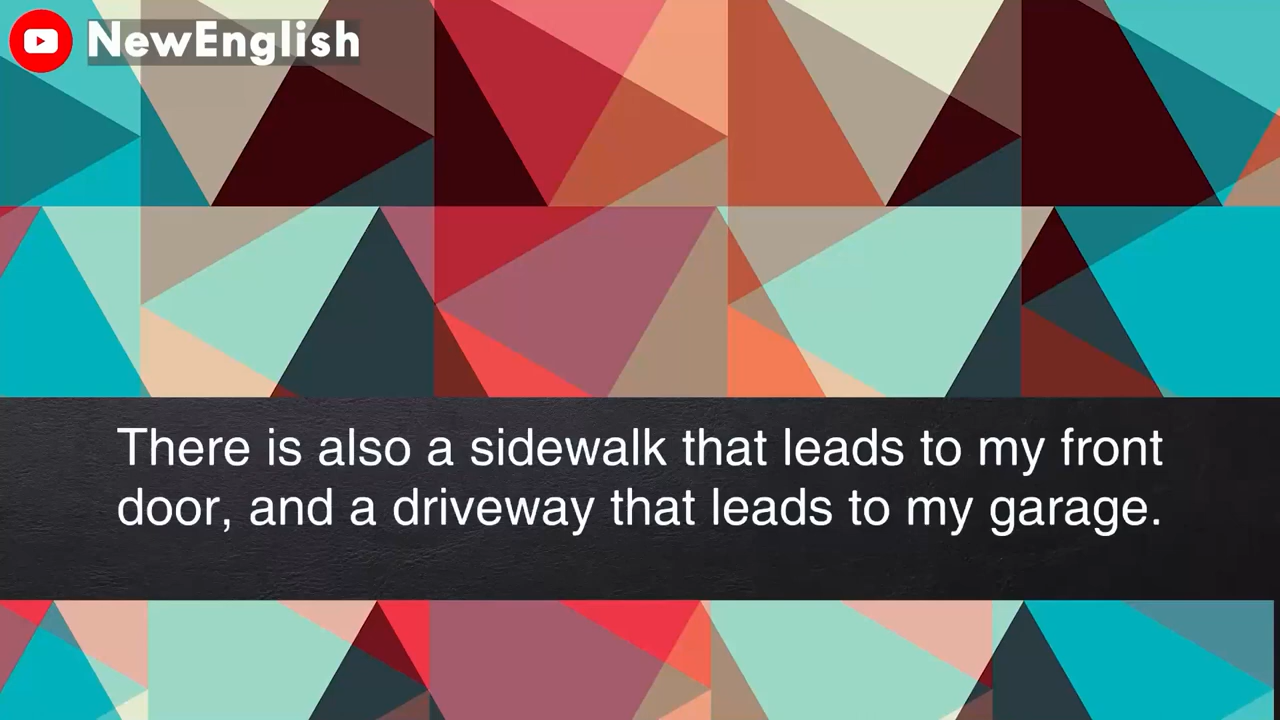 NewEnglish
There is also a sidewalk that leads to my front
door, and a driveway that leads to my garage.